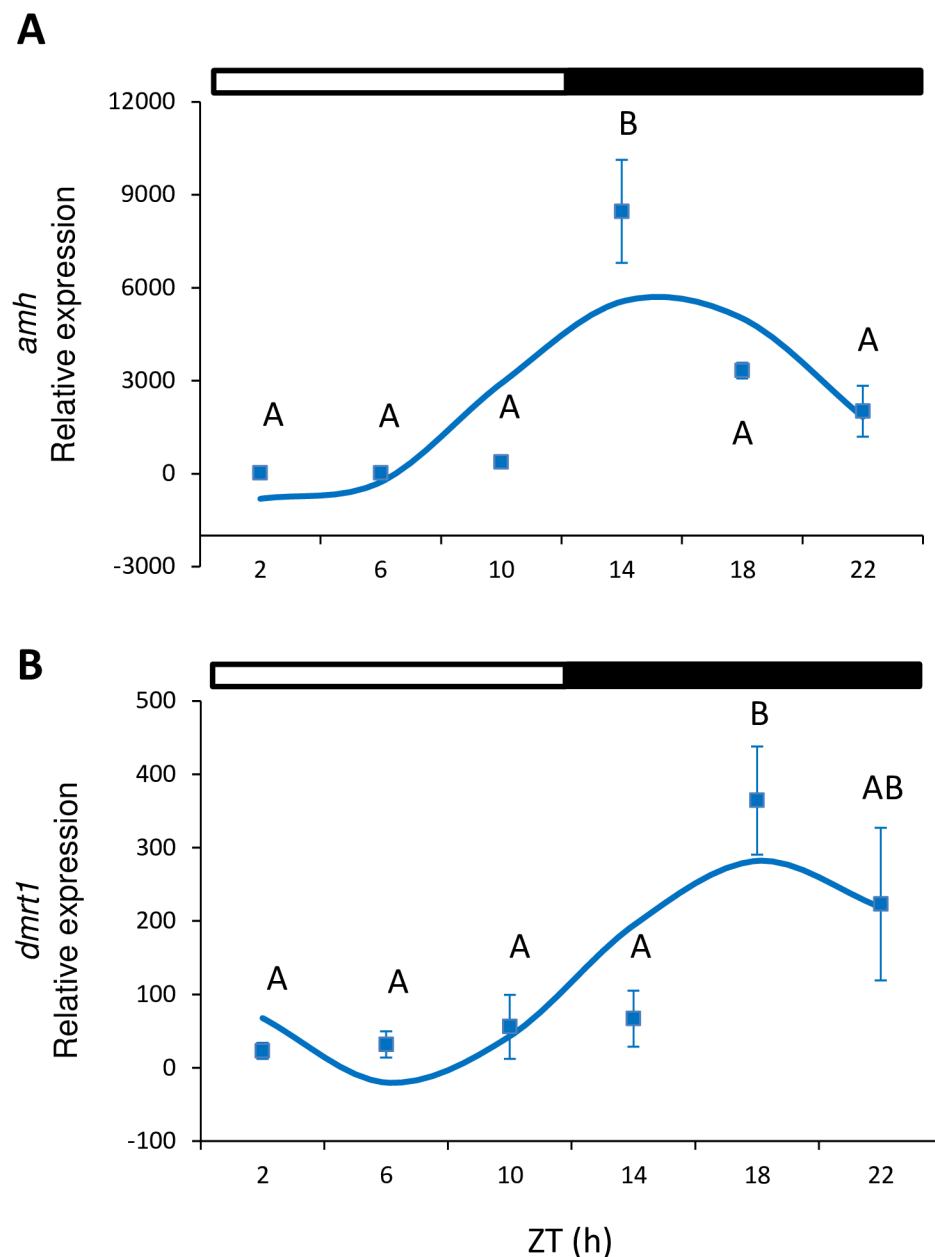 A
12000
B
9000
6000
3000
0
-3000
amh
Relative expression
A
A
A
A
A
2
6
10
14
18
22
B
500
B
400
AB
300
200
100
0
-100
dmrt1
Relative expression
A
A
A
A
2
6
10
14
18
22
ZT (h)